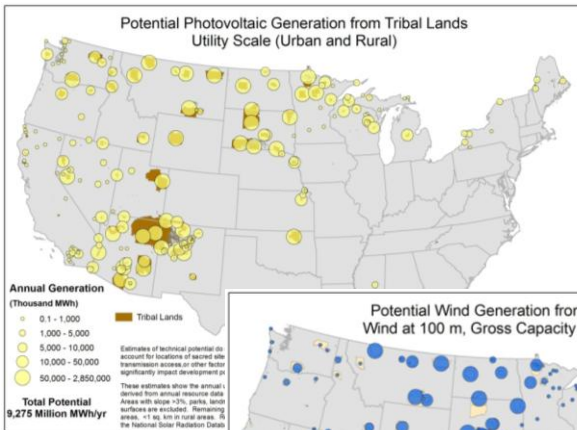 Potential Photovoltaic Generation from Tribal Lands
Utility Scale (Urban and Rural)
Annual Generation
(Thousand MWh)
0.1 - 1,000
1,000 - 5,000
5,000 - 10,000
10,000 - 50,000
50,000 - 2,850,000
Tribal Lands
Total Potential
9,275 Million MWh/yr
Estimates of technical potential do
account for locations of sacred site
transmission access, or other factor
significantly impact development po
These estimates show the annual
derived from annual resource data
Areas with slope >3%, parks, land
surfaces are excluded. Remaining
areas, <1 sq. km in rural areas.
the National Solar Radiation Datab
Potential Wind Generation from
Wind at 100 m, Gross Capacity